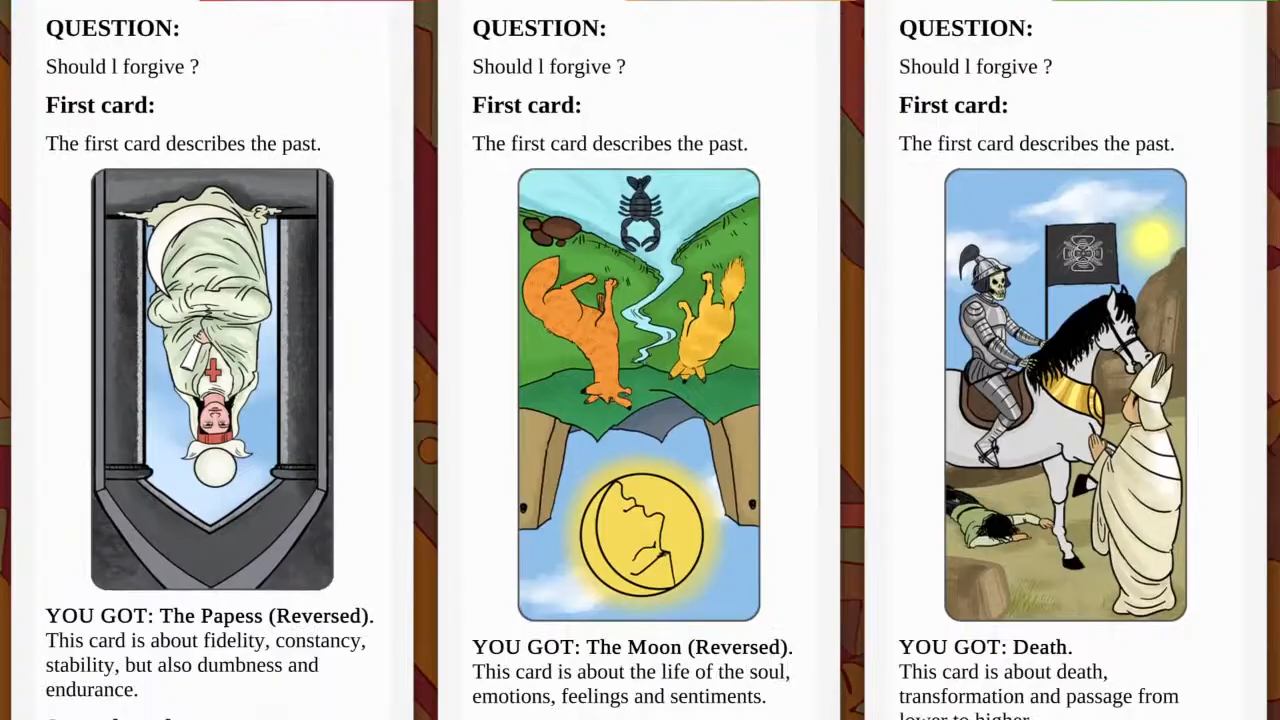 QUESTION:
Should l forgive ?
First card:
The first card describes the past.
YOU GOT: The Papess (Reversed).
This card is about fidelity, constancy,
stability, but also dumbness and
endurance.
QUESTION:
Should l forgive ?
First card:
The first card describes the past.
YOU GOT: The Moon (Reversed).
This card is about the life of the soul,
emotions, feelings and sentiments.
QUESTION:
Should l forgive ?
First card:
The first card describes the past.
YOU GOT: Death.
This card is about death,
transformation and passage from
lower to higher